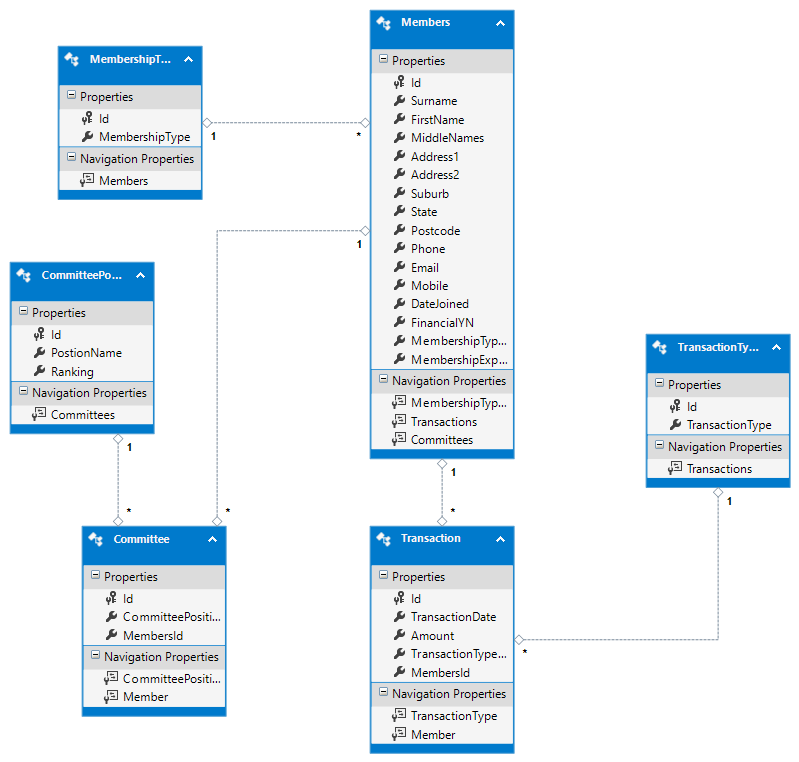 Members
Properties
Id
Surname
FirstName
MiddleNames
Address1
Address2
Suburb
State
Postcode
Phone
Email
Mobile
DateJoined
FinancialYN
MembershipTyp...
MembershipExp...
Navigation Properties
MembershipTyp...
Transactions
Committees
MembershipT...
Properties
Id
MembershipType
Navigation Properties
Members
1
*
1
CommitteePo...
Properties
Id
PostionName
Ranking
Navigation Properties
Committees
1
*
*
TransactionTy...
Properties
Id
TransactionType
Navigation Properties
Transactions
1
1
*
Committee
Properties
Id
CommitteePositi...
MembersId
Navigation Properties
CommitteePositi...
Member
Transaction
Properties
Id
TransactionDate
Amount
TransactionType...
MembersId
Navigation Properties
TransactionType
Member
*